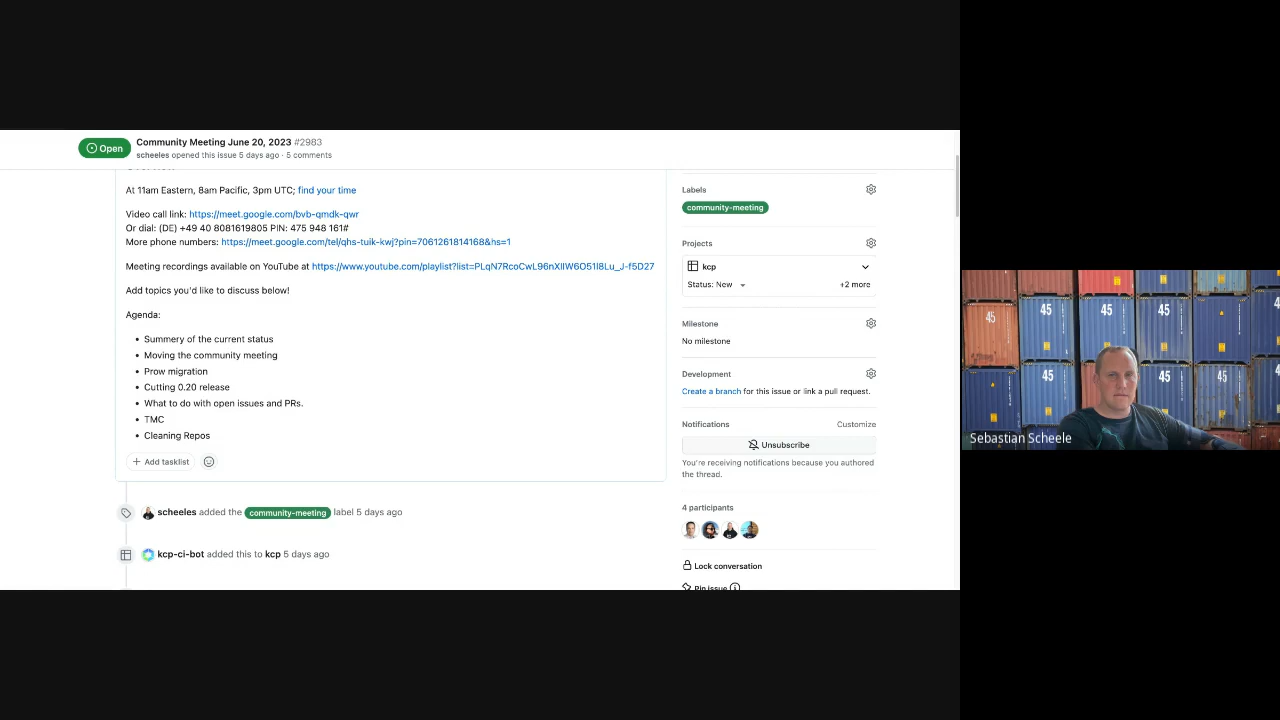 Open
Community Meeting June 20, 2023 #2983
scheeles opened this issue 5 days ago · 5 comments
At 11am Eastern, 8am Pacific, 3pm UTC; find your time
Video call link: https://meet.google.com/bvb-qmdk-qwr
Or dial: (DE) +49 40 8081619805 PIN: 475 948 161#
More phone numbers: https://meet.google.com/tel/qhs-tuik-kwj?pin=7061261814168&hs=1
Meeting recordings available on YouTube at https://www.youtube.com/playlist?list=PLqN7RcoCwL96nXlIW6O51I8Lu_J-f5D27
Add topics you'd like to discuss below!
Agenda:
• Summery of the current status
• Moving the community meeting
• Prow migration
• Cutting 0.20 release
• What to do with open issues and PRs.
• TMC
• Cleaning Repos
Add tasklist
scheeles added the community-meeting label 5 days ago
kcp-ci-bot added this to kcp 5 days ago
Labels
community-meeting
Projects
kcp
Status: New
+2 more
Milestone
No milestone
Development
Create a branch for this issue or link a pull request.
Notifications
Customize
Unsubscribe
You're receiving notifications because you authored
the thread.
4 participants
Lock conversation
Pin issue
45
45
45
45
45
45
45
Sebastian Scheele